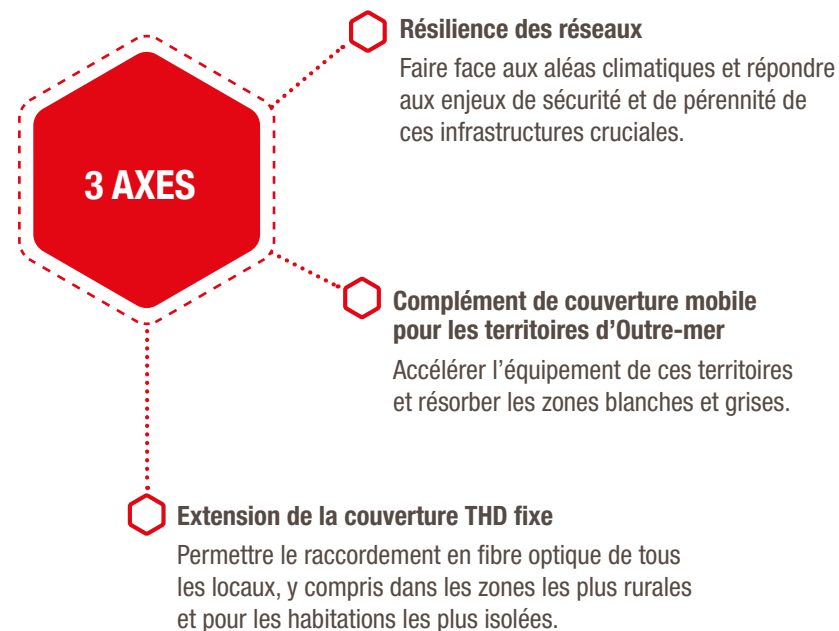 3 AXES
Résilience des réseaux
Faire face aux aléas climatiques et répondre
aux enjeux de sécurité et de pérennité de
ces infrastructures cruciales.
Complément de couverture mobile
pour les territoires d’Outre-mer
Accélérer l’équipement de ces territoires
et résorber les zones blanches et grises.
Extension de la couverture THD fixe
Permettre le raccordement en fibre optique de tous
les locaux, y compris dans les zones les plus rurales
et pour les habitations les plus isolées.